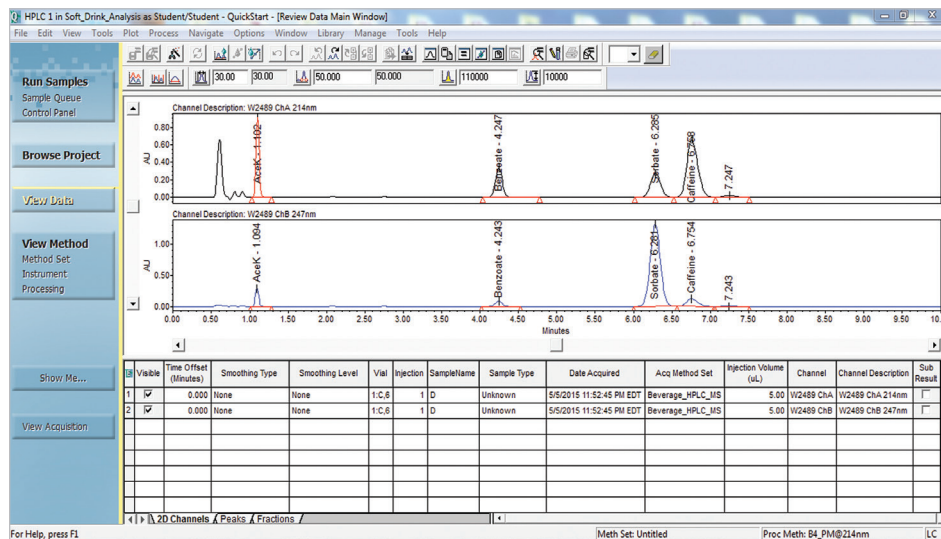 HPLC 1 in Soft_Drink_Analysis as Student/Student - QuickStart - [Review Data Main Window]
File Edit View Tools Plot Process Navigate Options Window Library Manage Tools Help
30.00 30.00 50.000 50.000 110000 10000
Run Samples
Sample Queue
Control Panel
Browse Project
View Data
View Method
Method Set
Instrument
Processing
Show Me...
View Acquisition
Channel Description: W2489 ChA 214nm
AU
0.80
0.60
0.40
0.20
0.00
AceK - 1.102
Benzoate - 4.247
Sorbate - 6.285
Caffeine - 6.758
7.247
Channel Description: W2489 ChB 247nm
AU
1.00
0.50
0.00
AceK - 1.094
Benzoate - 4.243
Sorbate - 6.281
Caffeine - 6.754
7.243
0.00 0.50 1.00 1.50 2.00 2.50 3.00 3.50 4.00 4.50 5.00 5.50 6.00 6.50 7.00 7.50 8.00 8.50 9.00 9.50 10.
Minutes
Visible Time Offset (Minutes) Smoothing Type Smoothing Level Vial Injection SampleName Sample Type Date Acquired Acq Method Set Injection Volume (uL) Channel Channel Description Sub Result
1 0.000 None None 1:C,6 1 D Unknown 5/5/2015 11:52:45 PM EDT Beverage_HPLC_MS 5.00 W2489 ChA W2489 ChA 214nm
2 0.000 None None 1:C,6 1 D Unknown 5/5/2015 11:52:45 PM EDT Beverage_HPLC_MS 5.00 W2489 ChB W2489 ChB 247nm
2D Channels Peaks Fractions
For Help, press F1 Meth Set: Untitled Proc Meth: B4_PM@214nm LC